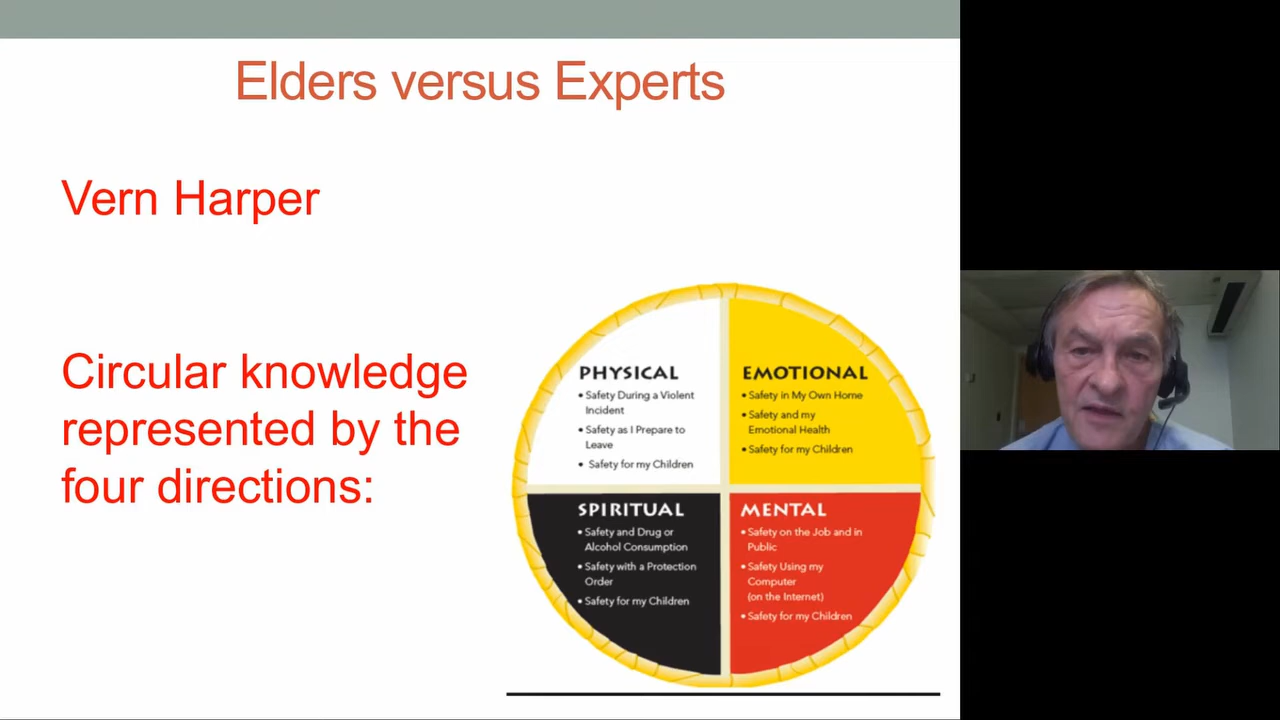 Elders versus Experts
Vern Harper
Circular knowledge
represented by the
four directions:
PHYSICAL
• Safety During a Violent
Incident
• Safety as I Prepare to
Leave
• Safety for my Children
EMOTIONAL
• Safety in My Own Home
• Safety and my
Emotional Health
• Safety for my Children
SPIRITUAL
• Safety and Drug or
Alcohol Consumption
• Safety with a Protection
Order
• Safety for my Children
MENTAL
• Safety on the Job and in
Public
• Safety Using my
Computer
(on the Internet)
• Safety for my Children